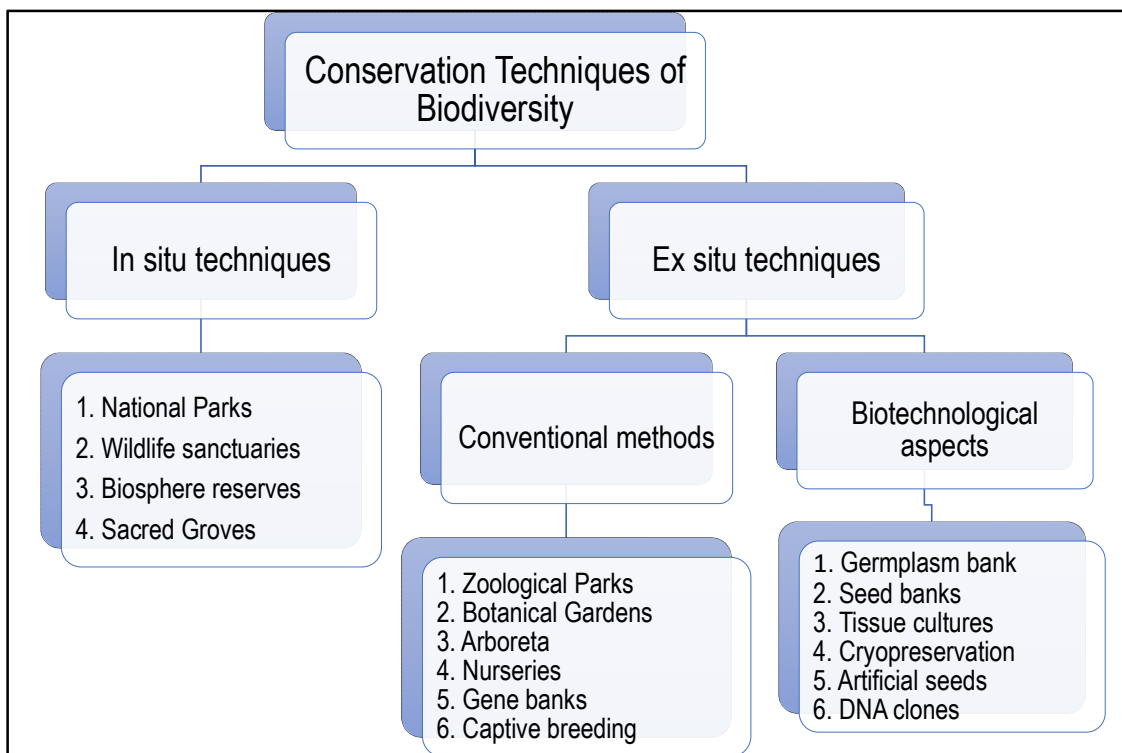 Conservation Techniques of
Biodiversity
In situ techniques
Ex situ techniques
1. National Parks
2. Wildlife sanctuaries
3. Biosphere reserves
4. Sacred Groves
Conventional methods
Biotechnological
aspects
1. Zoological Parks
2. Botanical Gardens
3. Arboreta
4. Nurseries
5. Gene banks
6. Captive breeding
1. Germplasm bank
2. Seed banks
3. Tissue cultures
4. Cryopreservation
5. Artificial seeds
6. DNA clones